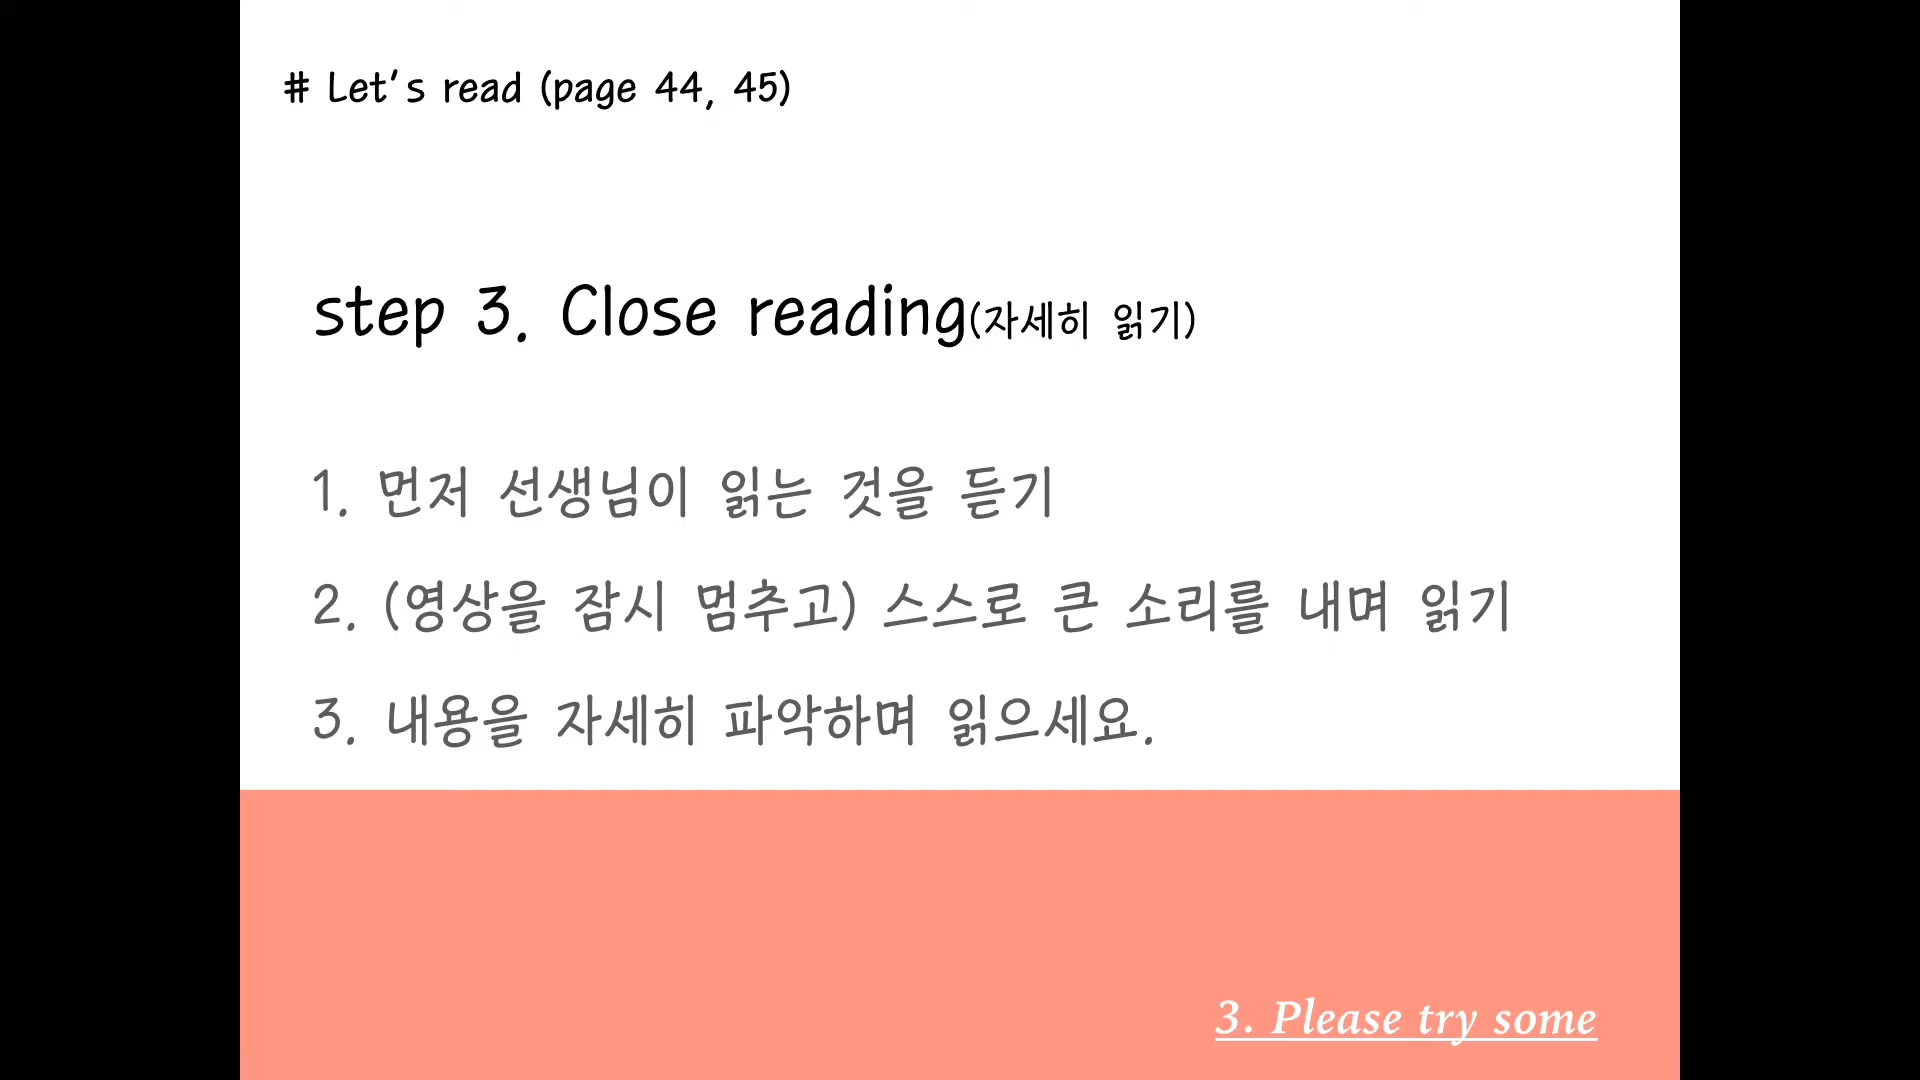 # Let's read (page 44, 45)
step 3. Close reading(자세히 읽기)
1. 먼저 선생님이 읽는 것을 듣기
2. (영상을 잠시 멈추고) 스스로 큰 소리를 내며 읽기
3. 내용을 자세히 파악하며 읽으세요.
3. Please try some